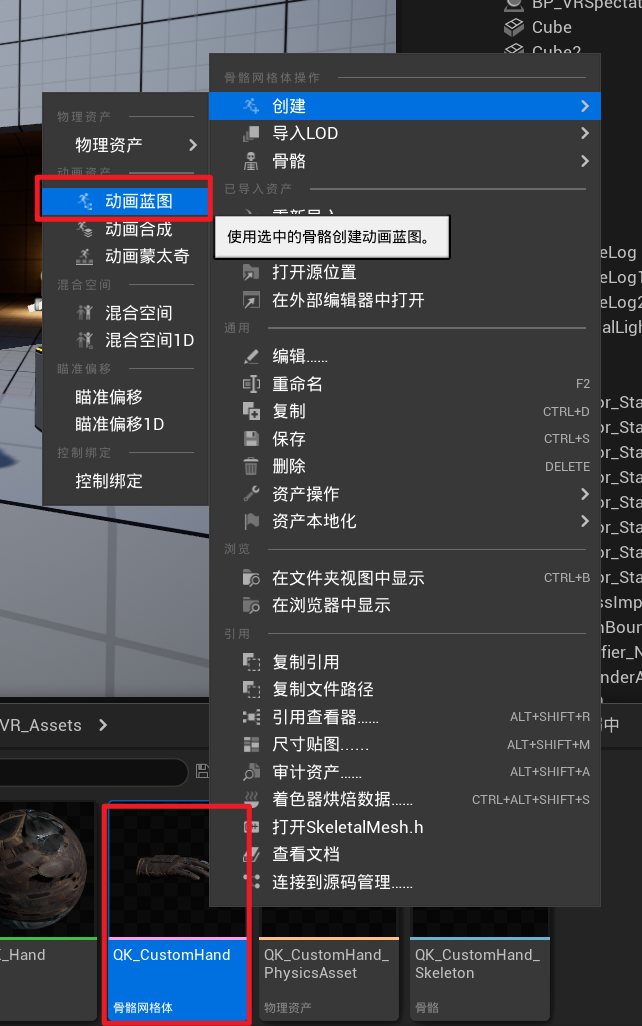 BP_VRSpectat
Cube
Cube2
骨骼网格体操作
创建
导入LOD
骨骼
已导入资产
重新导入
打开源位置
在外部编辑器中打开
通用
编辑……
重命名 F2
复制 CTRL+D
保存 CTRL+S
删除 DELETE
资产操作
资产本地化
浏览
在文件夹视图中显示 CTRL+B
在浏览器中显示
引用
复制引用
复制文件路径
引用查看器…… ALT+SHIFT+R
尺寸贴图…… ALT+SHIFT+M
审计资产…… ALT+SHIFT+A
着色器烘焙数据…… CTRL+ALT+SHIFT+S
打开SkeletalMesh.h
查看文档
连接到源码管理……
物理资产
物理资产
动画资产
动画蓝图
动画合成
动画蒙太奇
混合空间
混合空间
混合空间1D
瞄准偏移
瞄准偏移
瞄准偏移1D
控制绑定
控制绑定
使用选中的骨骼创建动画蓝图。
eLog
eLog1
eLog2
alLigh
or_Sta
or_Sta
or_Sta
or_Sta
or_Sta
or_Sta
or_Sta
or_Sta
ssImp
nBoun
fier_N
nderA
中
VR_Assets
_Hand
QK_CustomHand
骨骼网格体
QK_CustomHand_
PhysicsAsset
物理资产
QK_CustomHand_
Skeleton
骨骼